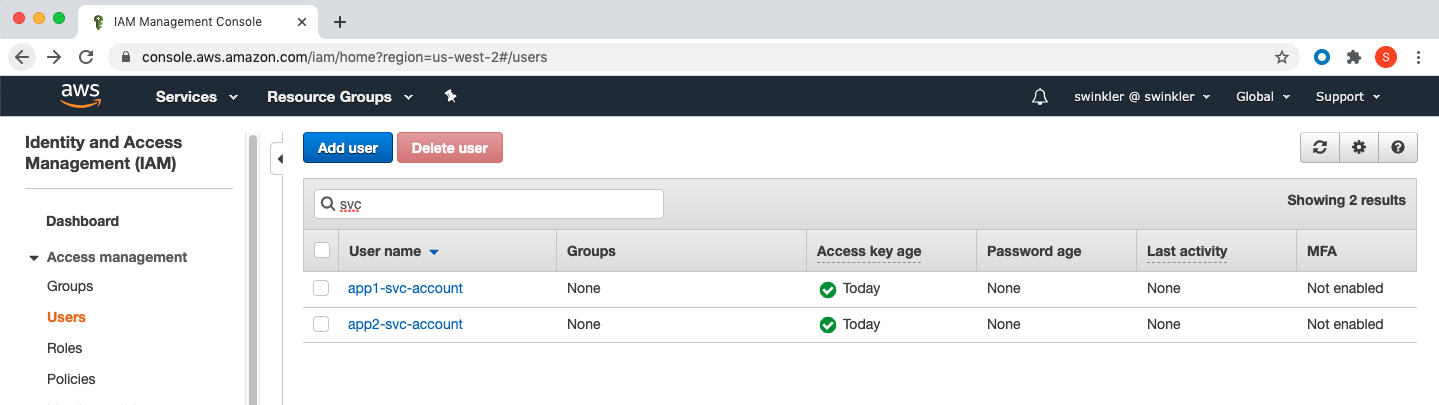 IAM Management Console
console.aws.amazon.com/iam/home?region=us-west-2#/users
S
aws
Services
Resource Groups
swinkler @ swinkler
Global
Support
Identity and Access
Management (IAM)
Dashboard
Access management
Groups
Users
Roles
Policies
Add user
Delete user
svc
Showing 2 results
User name
Groups
Access key age
Password age
Last activity
MFA
app1-svc-account
None
Today
None
None
Not enabled
app2-svc-account
None
Today
None
None
Not enabled